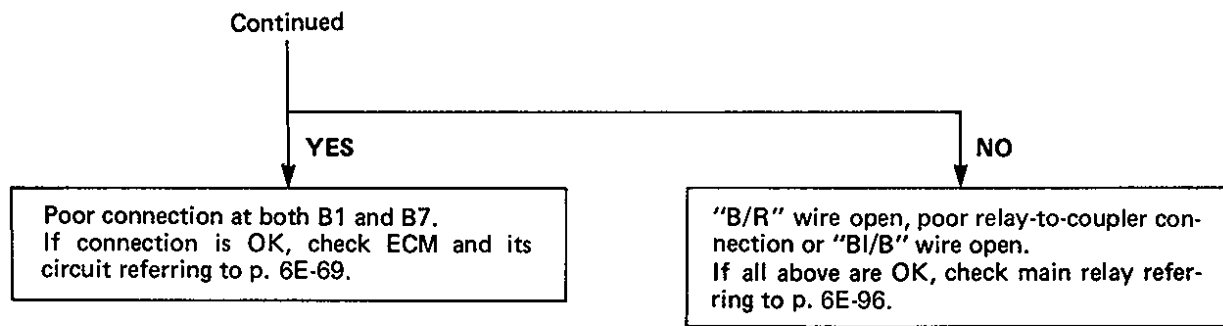 Continued
YES
NO
Poor connection at both B1 and B7.
If connection is OK, check ECM and its
circuit referring to p. 6E-69.
"B/R" wire open, poor relay-to-coupler con-
nection or "Bl/B" wire open.
If all above are OK, check main relay refer-
ring to p. 6E-96.